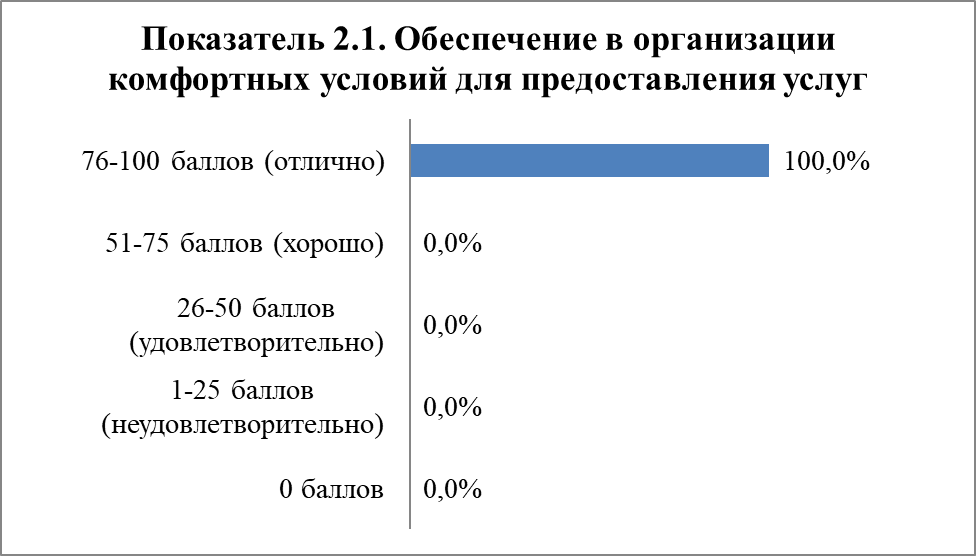 Показатель 2.1. Обеспечение в организации
комфортных условий для предоставления услуг
76-100 баллов (отлично)
100,0%
51-75 баллов (хорошо)
0,0%
26-50 баллов
(удовлетворительно)
0,0%
1-25 баллов
(неудовлетворительно)
0,0%
0 баллов
0,0%